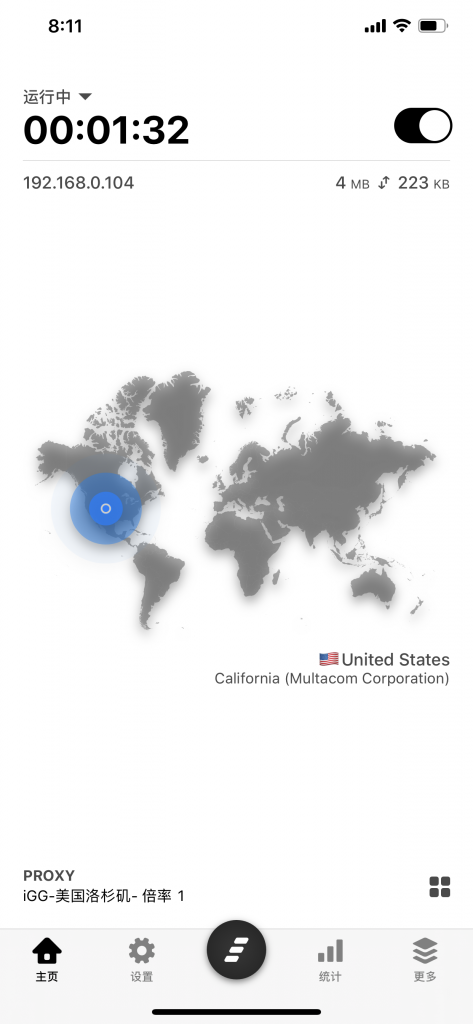 8:11
运行中
00:01:32
192.168.0.104
4 MB 223 KB
United States
California (Multacom Corporation)
PROXY
iGG-美国洛杉矶- 倍率 1
主页
设置
统计
更多